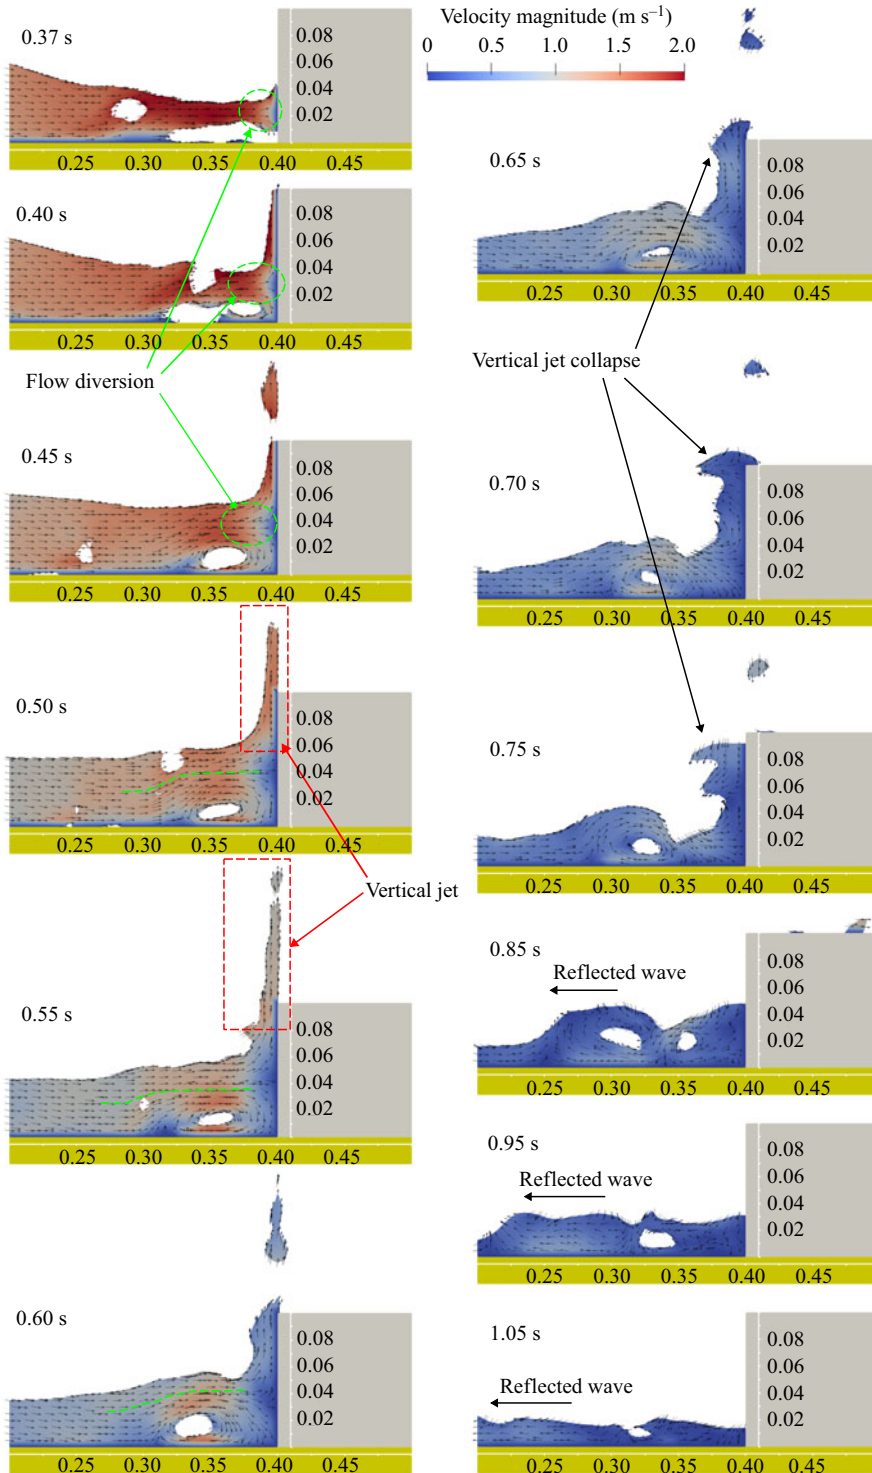 0.37 s
0.08
0.06
0.04
0.02
0.25 0.30 0.35 0.40 0.45
0.40 s
0.08
0.06
0.04
0.02
0.25 0.30 0.35 0.40 0.45
Flow diversion
0.45 s
0.08
0.06
0.04
0.02
0.25 0.30 0.35 0.40 0.45
0.50 s
0.08
0.06
0.04
0.02
0.25 0.30 0.35 0.40 0.45
Vertical jet
0.55 s
0.08
0.06
0.04
0.02
0.25 0.30 0.35 0.40 0.45
0.60 s
0.08
0.06
0.04
0.02
0.25 0.30 0.35 0.40 0.45
Velocity magnitude (m s⁻¹)
0 0.5 1.0 1.5 2.0
0.65 s
0.08
0.06
0.04
0.02
0.25 0.30 0.35 0.40 0.45
Vertical jet collapse
0.70 s
0.08
0.06
0.04
0.02
0.25 0.30 0.35 0.40 0.45
0.75 s
0.08
0.06
0.04
0.02
0.25 0.30 0.35 0.40 0.45
0.85 s
Reflected wave
0.08
0.06
0.04
0.02
0.25 0.30 0.35 0.40 0.45
0.95 s
Reflected wave
0.08
0.06
0.04
0.02
0.25 0.30 0.35 0.40 0.45
1.05 s
Reflected wave
0.08
0.06
0.04
0.02
0.25 0.30 0.35 0.40 0.45